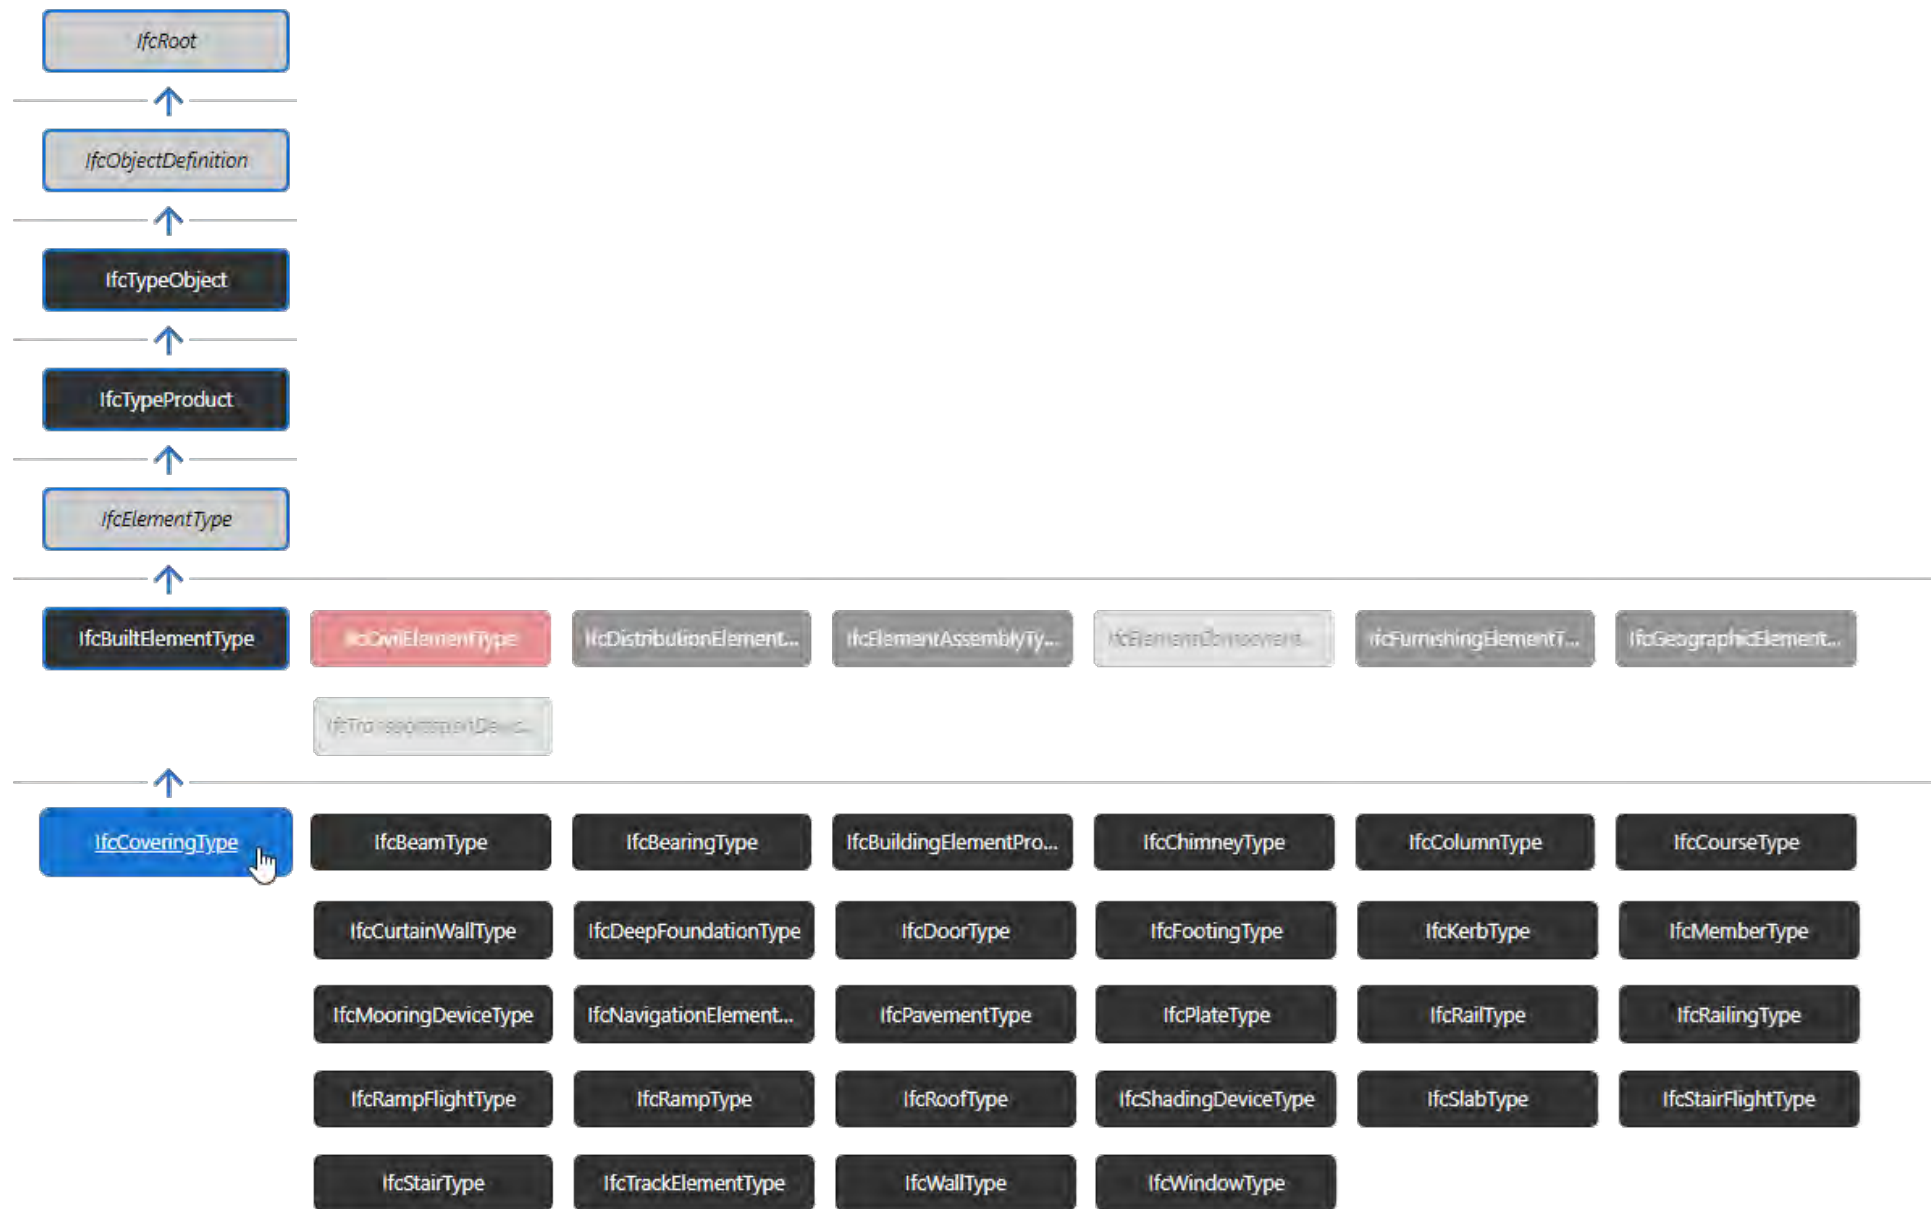 IfcRoot
IfcObjectDefinition
IfcTypeObject
IfcTypeProduct
IfcElementType
IfcBuiltElementType IfcCivilElementType IfcDistributionElement... IfcElementAssemblyTy... IfcElementComponent... IfcFurnishingElementT... IfcGeographicElement...
IfcTransportationDevic...
IfcCoveringType IfcBeamType IfcBearingType IfcBuildingElementPro... IfcChimneyType IfcColumnType IfcCourseType
IfcCurtainWallType IfcDeepFoundationType IfcDoorType IfcFootingType IfcKerbType IfcMemberType
IfcMooringDeviceType IfcNavigationElement... IfcPavementType IfcPlateType IfcRailType IfcRailingType
IfcRampFlightType IfcRampType IfcRoofType IfcShadingDeviceType IfcSlabType IfcStairFlightType
IfcStairType IfcTrackElementType IfcWallType IfcWindowType